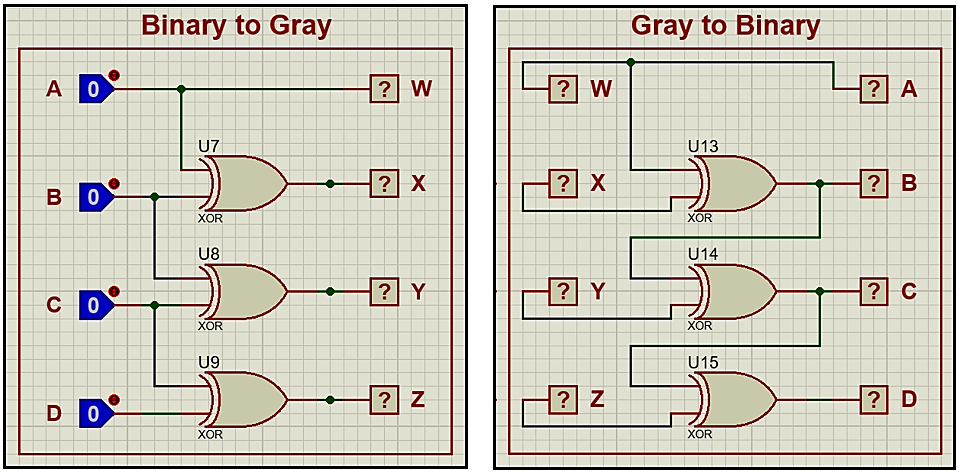 Binary to Gray
A 0 ? W
U7
B 0 ? X
XOR
U8
C 0 ? Y
XOR
U9
D 0 ? Z
XOR
Gray to Binary
? W ? A
U13
? X ? B
XOR
U14
? Y ? C
XOR
U15
? Z ? D
XOR